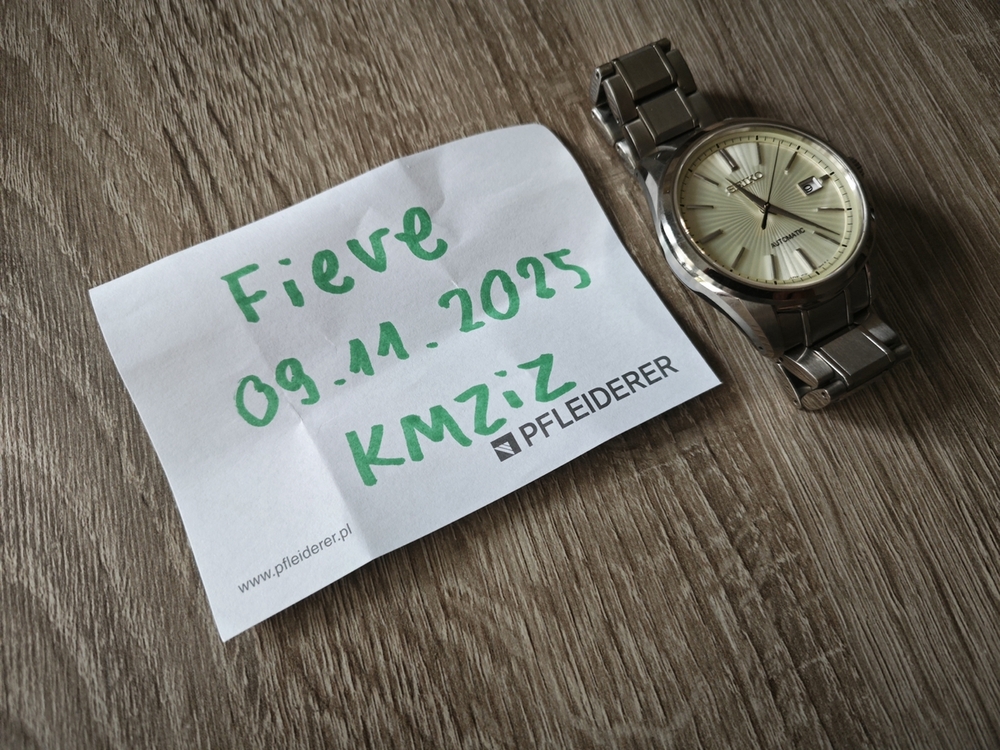 Fieve
09.11.2025
KMZiZ
PFLEIDERER
www.pfleiderer.pl
SEIKO
AUTOMATIC